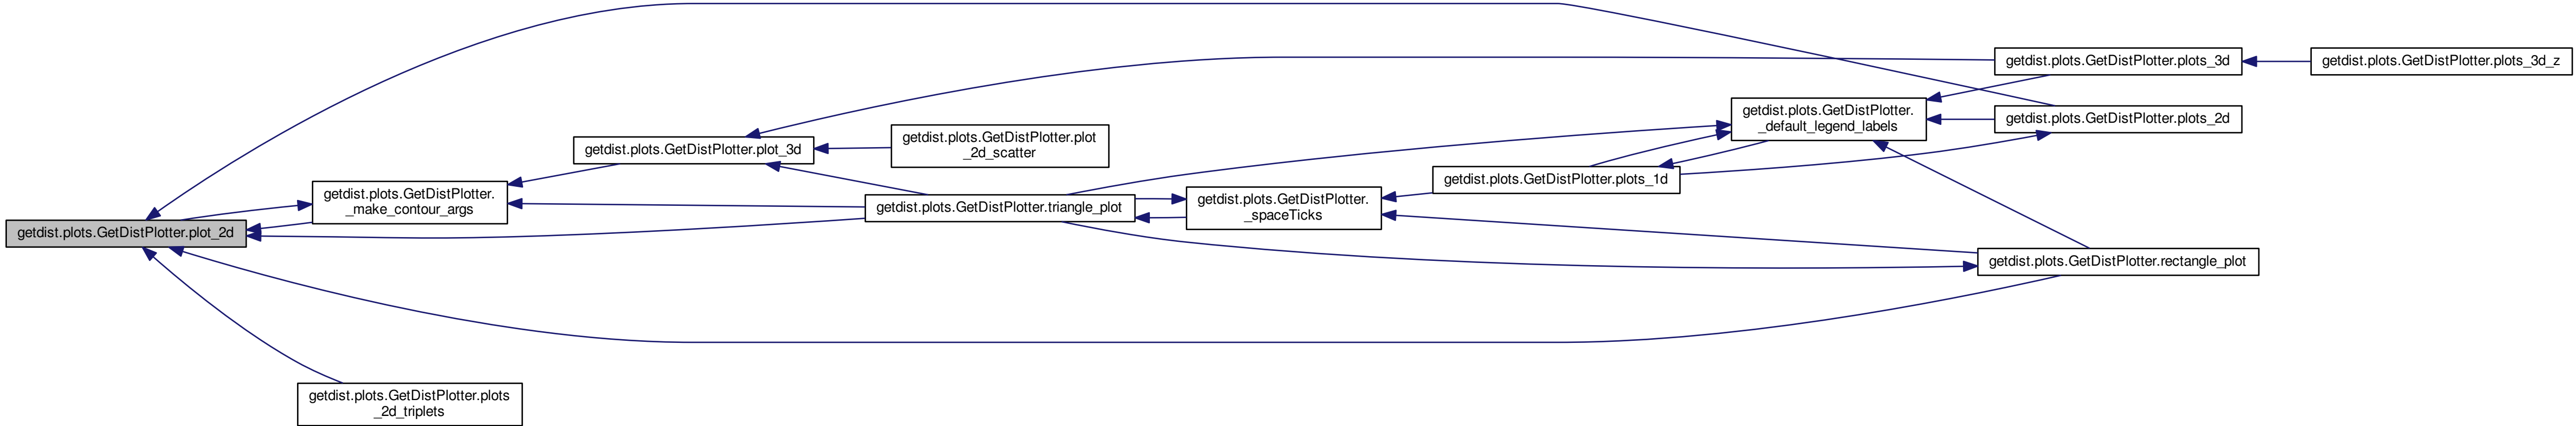 getdist.plots.GetDistPlotter.plot_2d
getdist.plots.GetDistPlotter.
_make_contour_args
getdist.plots.GetDistPlotter.plots
_2d_triplets
getdist.plots.GetDistPlotter.plot_3d
getdist.plots.GetDistPlotter.plot
_2d_scatter
getdist.plots.GetDistPlotter.triangle_plot
getdist.plots.GetDistPlotter.
_spaceTicks
getdist.plots.GetDistPlotter.plots_1d
getdist.plots.GetDistPlotter.
_default_legend_labels
getdist.plots.GetDistPlotter.plots_3d
getdist.plots.GetDistPlotter.plots_2d
getdist.plots.GetDistPlotter.rectangle_plot
getdist.plots.GetDistPlotter.plots_3d_z